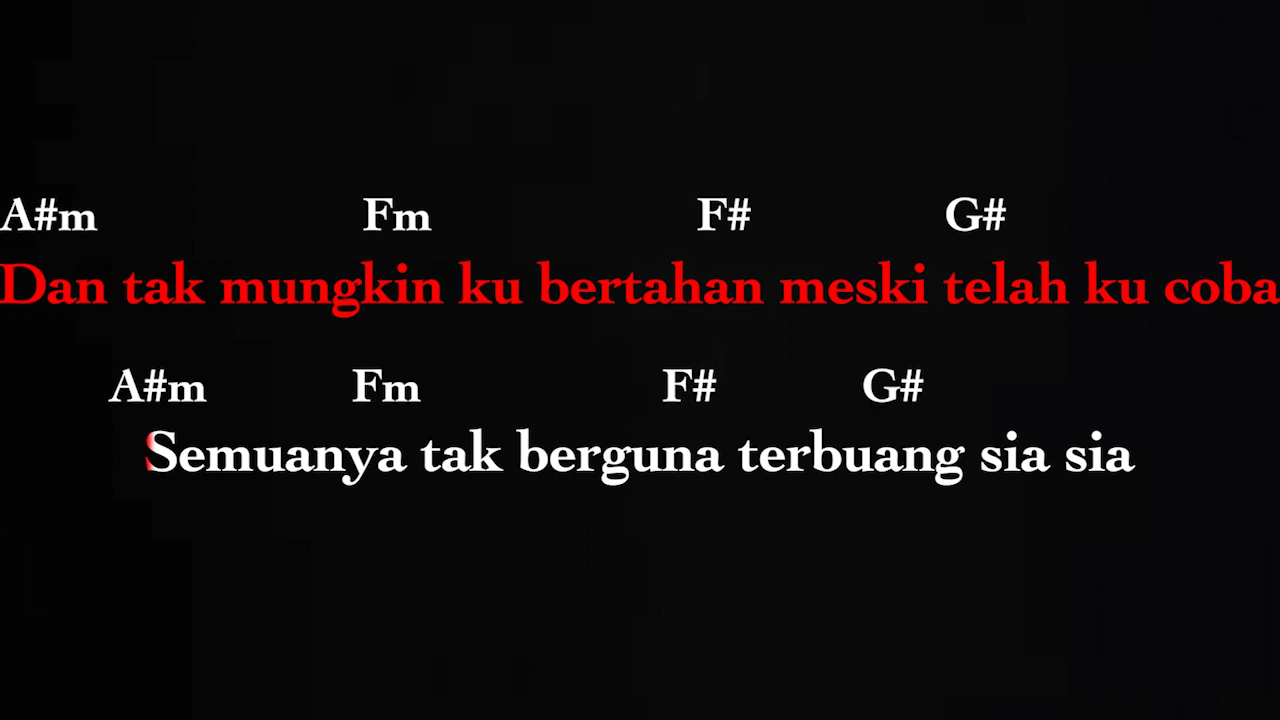 A#m Fm F# G#
Dan tak mungkin ku bertahan meski telah ku coba
A#m Fm F# G#
Semuanya tak berguna terbuang sia sia